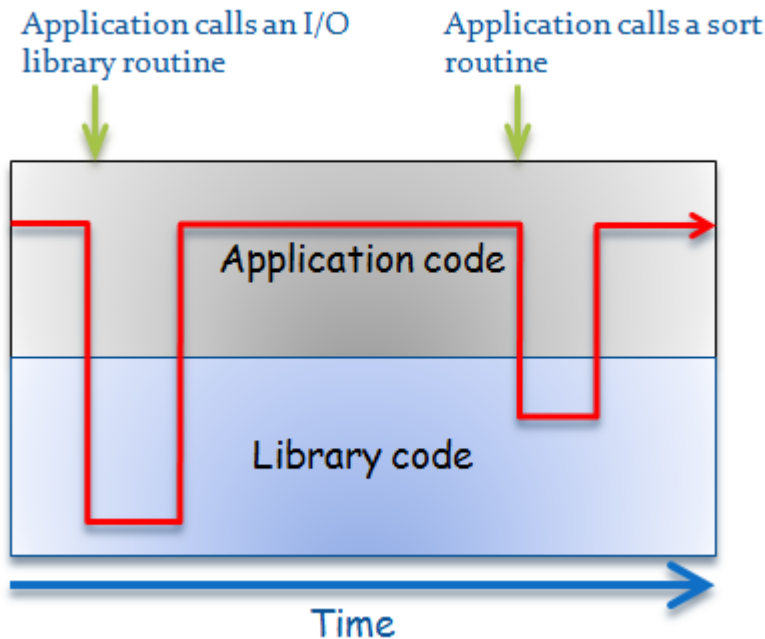 Application calls an I/O
library routine
Application calls a sort
routine
Application code
Library code
Time